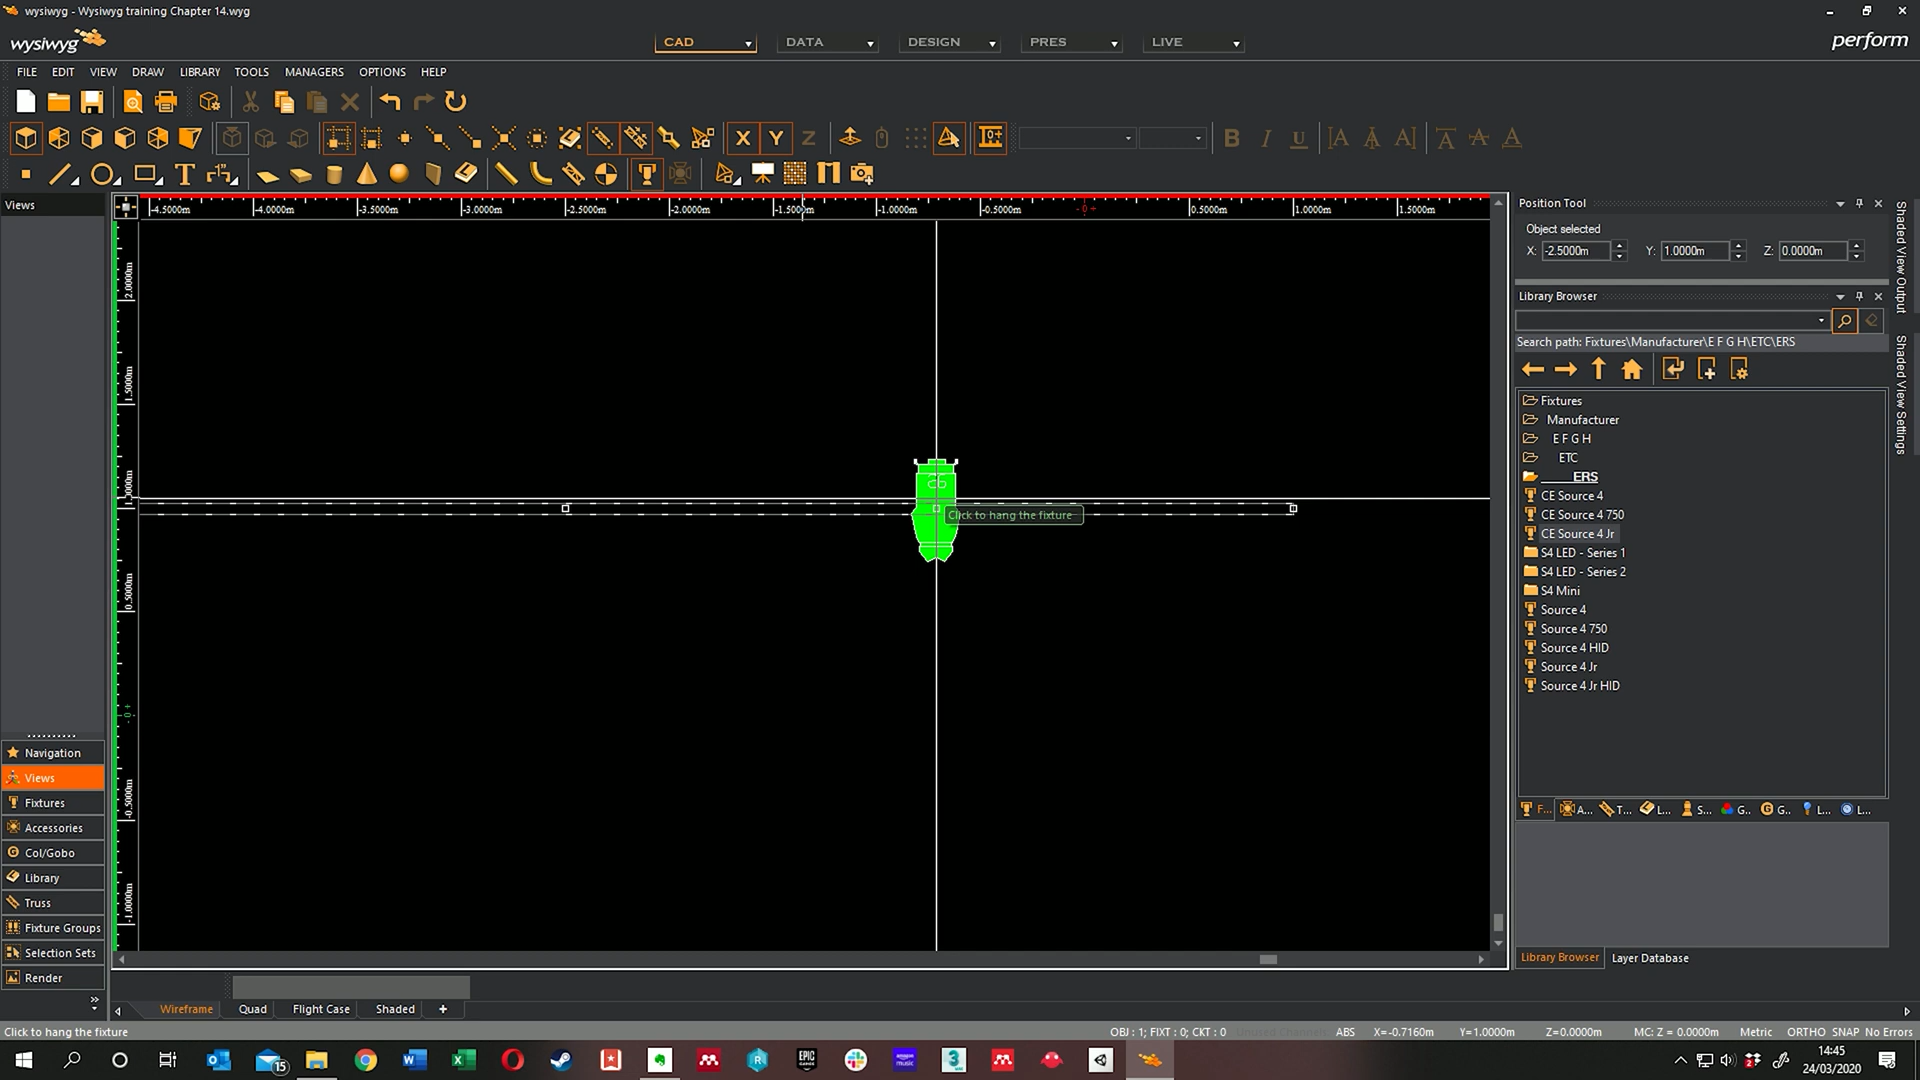 wysiwyg - Wysiwyg training Chapter 14.wyg
wysiwyg
CAD
DATA
DESIGN
PRES
LIVE
perform
FILE EDIT VIEW DRAW LIBRARY TOOLS MANAGERS OPTIONS HELP
X Y Z
B I U
Views
-4.5000m -4.0000m -3.5000m -3.0000m -2.5000m -2.0000m -1.5000m -1.0000m -0.5000m -0- 0.5000m 1.0000m 1.5000m
2.0000m
1.5000m
1.0000m
0.5000m
-0-
-0.5000m
-1.0000m
Click to hang the fixture
Position Tool
Object selected
X: -2.5000m Y: 1.0000m Z: 0.0000m
Library Browser
Search path: Fixtures\Manufacturer\E F G H\ETC\ERS
Fixtures
Manufacturer
E F G H
ETC
ERS
CE Source 4
CE Source 4 750
CE Source 4 Jr
S4 LED - Series 1
S4 LED - Series 2
S4 Mini
Source 4
Source 4 750
Source 4 HID
Source 4 Jr
Source 4 Jr HID
F... A... T... L... S... G.. G.. L... L...
Library Browser Layer Database
Shaded View Output
Shaded View Settings
Navigation
Views
Fixtures
Accessories
Col/Gobo
Library
Truss
Fixture Groups
Selection Sets
Render
Wireframe Quad Flight Case Shaded +
Click to hang the fixture
OBJ : 1; FIXT : 0; CKT : 0
ABS X=-0.7160m Y=1.0000m Z=0.0000m MC: Z = 0.0000m Metric ORTHO SNAP No Errors
15
14:45
24/03/2020